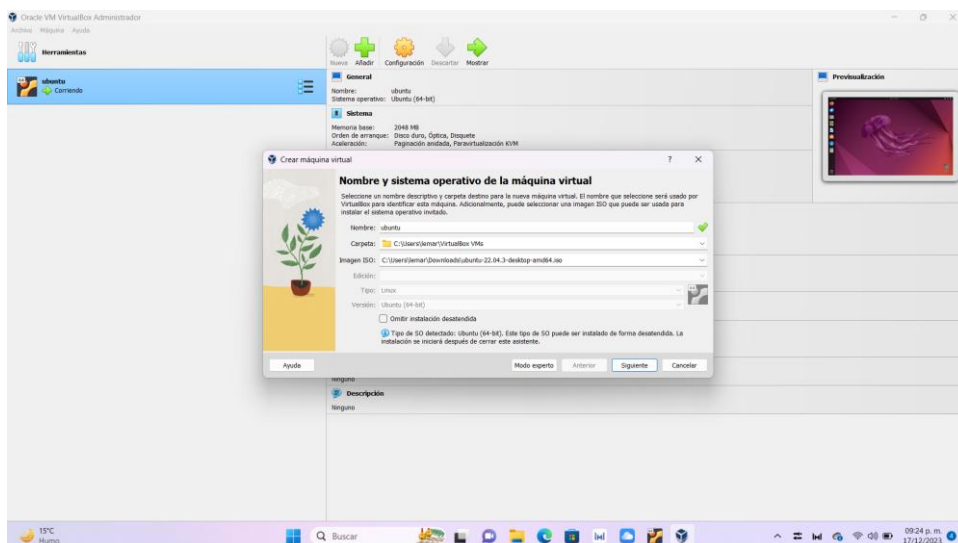 Oracle VM VirtualBox Administrador
Archivo Máquina Ayuda
Herramientas
Nueva Añadir Configuración Descartar Mostrar
ubuntu
Corriendo
General
Nombre: ubuntu
Sistema operativo: Ubuntu (64-bit)
Sistema
Memoria base: 2048 MB
Orden de arranque: Disco duro, Óptica, Disquete
Aceleración: Paginación anidada, Paravirtualización KVM
Previsualización
Crear máquina virtual
Nombre y sistema operativo de la máquina virtual
Seleccione un nombre descriptivo y carpeta destino para la nueva máquina virtual. El nombre que seleccione será usado por
VirtualBox para identificar esta máquina. Adicionalmente, puede seleccionar una imagen ISO que puede ser usada para
instalar el sistema operativo invitado.
Nombre: ubuntu
Carpeta: C:\Users\lemar\VirtualBox VMs
Imagen ISO: C:\Users\lemar\Downloads\ubuntu-22.04.3-desktop-amd64.iso
Edición:
Tipo: Linux
Versión: Ubuntu (64-bit)
Omitir instalación desatendida
Tipo de SO detectado: Ubuntu (64-bit). Este tipo de SO puede ser instalado de forma desatendida. La
instalación se iniciará después de cerrar este asistente.
Ayuda Modo experto Anterior Siguiente Cancelar
Ninguno
Descripción
Ninguno
15°C
Humo
Buscar
09:24 p. m.
17/12/2023